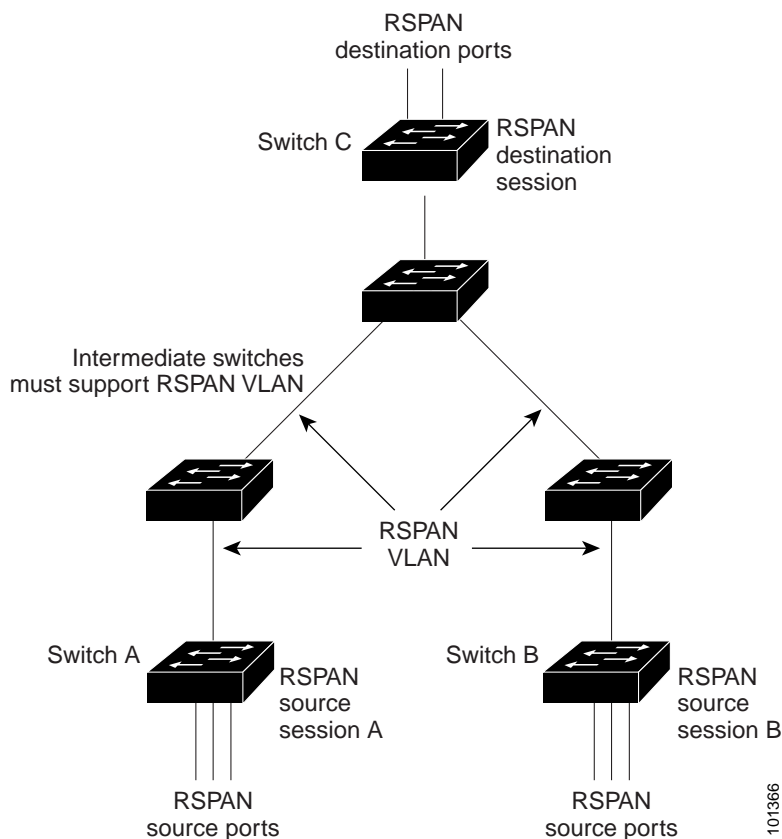 RSPAN
destination ports
Switch C
RSPAN
destination
session
Intermediate switches
must support RSPAN VLAN
RSPAN
VLAN
Switch A
RSPAN
source
session A
Switch B
RSPAN
source
session B
RSPAN
source ports
RSPAN
source ports
101366